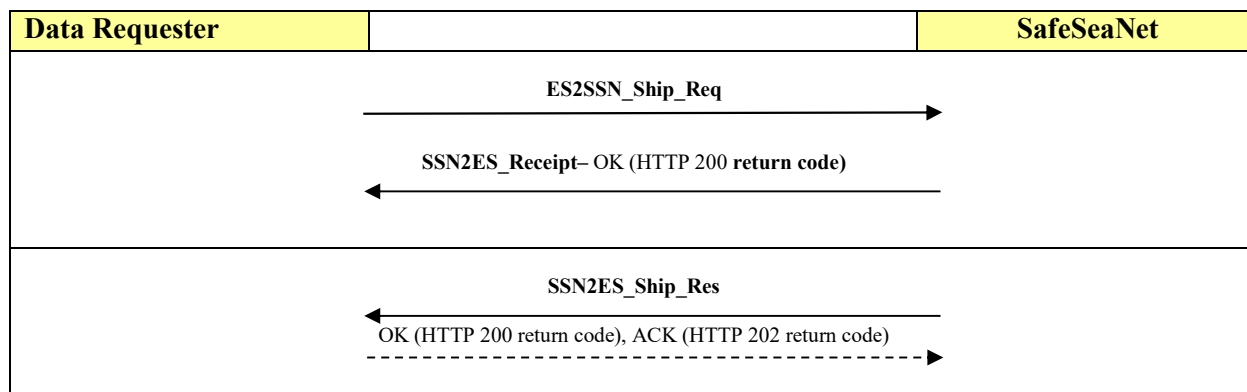 Data Requester
SafeSeaNet
ES2SSN_Ship_Req
SSN2ES_Receipt– OK (HTTP 200 return code)
SSN2ES_Ship_Res
OK (HTTP 200 return code), ACK (HTTP 202 return code)